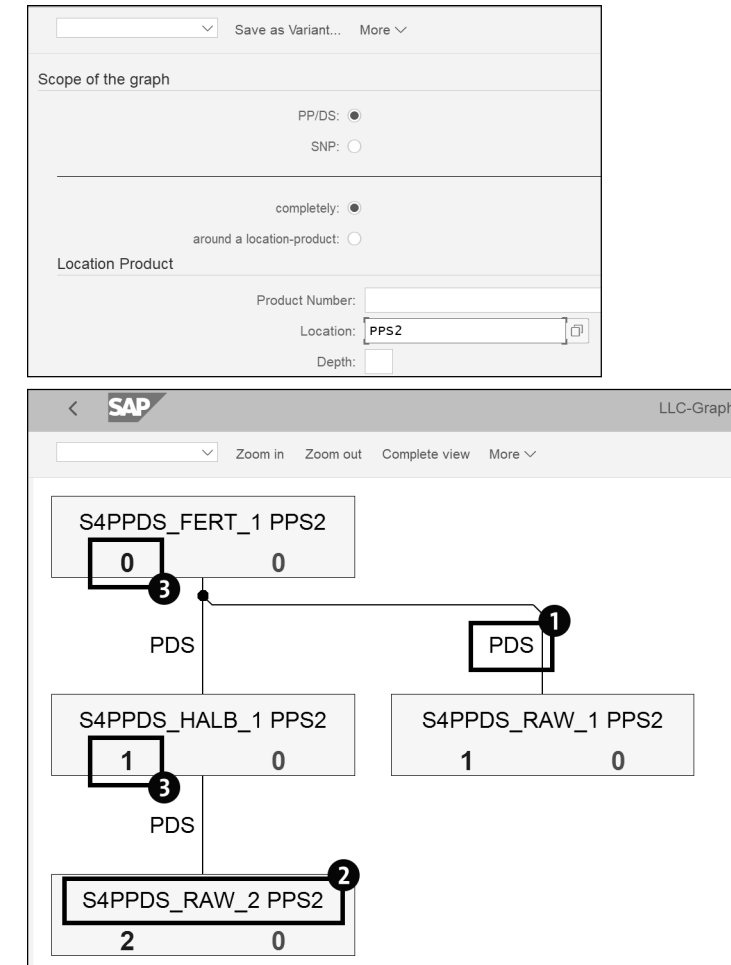 Save as Variant... More
Scope of the graph
PP/DS:
SNP:
completely:
around a location-product:
Location Product
Product Number:
Location: PPS2
Depth:
SAP LLC-Graph
Zoom in Zoom out Complete view More
S4PPDS_FERT_1 PPS2
0 0
3
1
PDS PDS
S4PPDS_HALB_1 PPS2 S4PPDS_RAW_1 PPS2
1 0 1 0
3
PDS
2
S4PPDS_RAW_2 PPS2
2 0